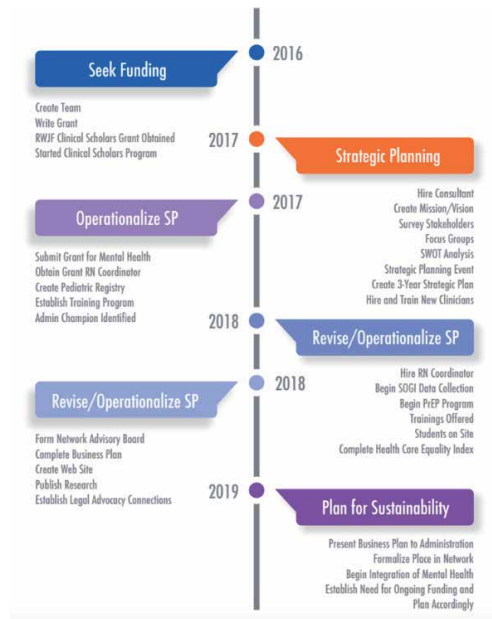 2016
Seek Funding
Create Team
Write Grant
RWJF Clinical Scholars Grant Obtained
Started Clinical Scholars Program
2017
Strategic Planning
Hire Consultant
Create Mission/Vision
Survey Stakeholders
Focus Groups
SWOT Analysis
Strategic Planning Event
Create 3-Year Strategic Plan
Hire and Train New Clinicians
2017
Operationalize SP
Submit Grant for Mental Health
Obtain Grant RN Coordinator
Create Pediatric Registry
Establish Training Program
Admin Champion Identified
2018
Revise/Operationalize SP
Hire RN Coordinator
Begin SOGI Data Collection
Begin PrEP Program
Trainings Offered
Students on Site
Complete Health Care Equality Index
2018
Revise/Operationalize SP
Form Network Advisory Board
Complete Business Plan
Create Web Site
Publish Research
Establish Legal Advocacy Connections
2019
Plan for Sustainability
Present Business Plan to Administration
Formalize Place in Network
Begin Integration of Mental Health
Establish Need for Ongoing Funding and
Plan Accordingly